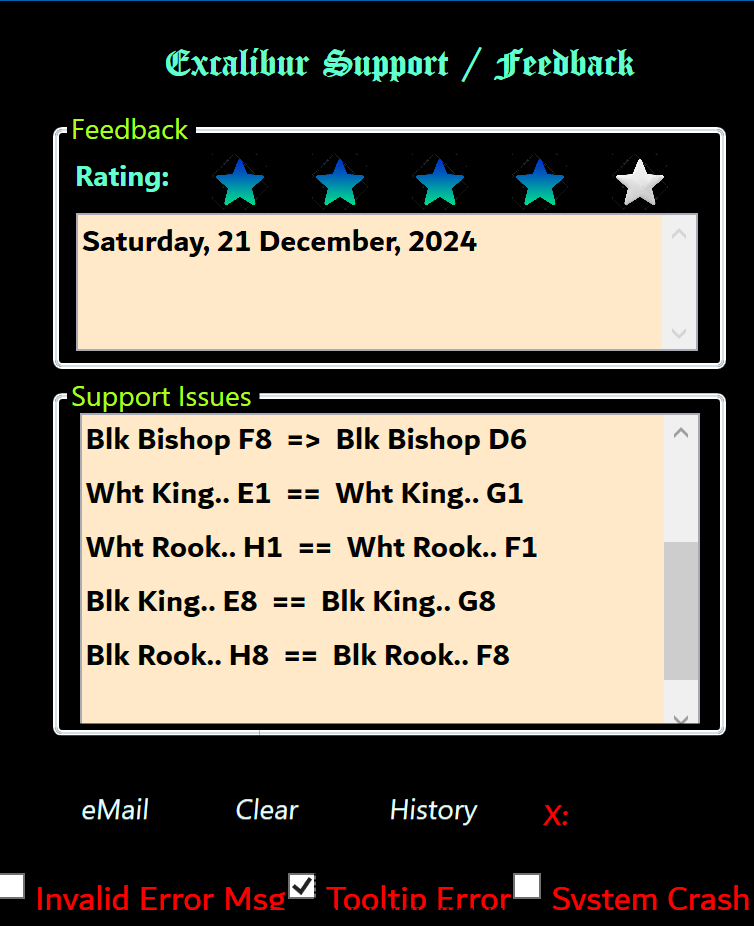 Excalibur Support / Feedback
Feedback
Rating:
Saturday, 21 December, 2024
Support Issues
Blk Bishop F8 => Blk Bishop D6
Wht King.. E1 == Wht King.. G1
Wht Rook.. H1 == Wht Rook.. F1
Blk King.. E8 == Blk King.. G8
Blk Rook.. H8 == Blk Rook.. F8
eMail Clear History X:
Invalid Error Msg Tooltip Error System Crash